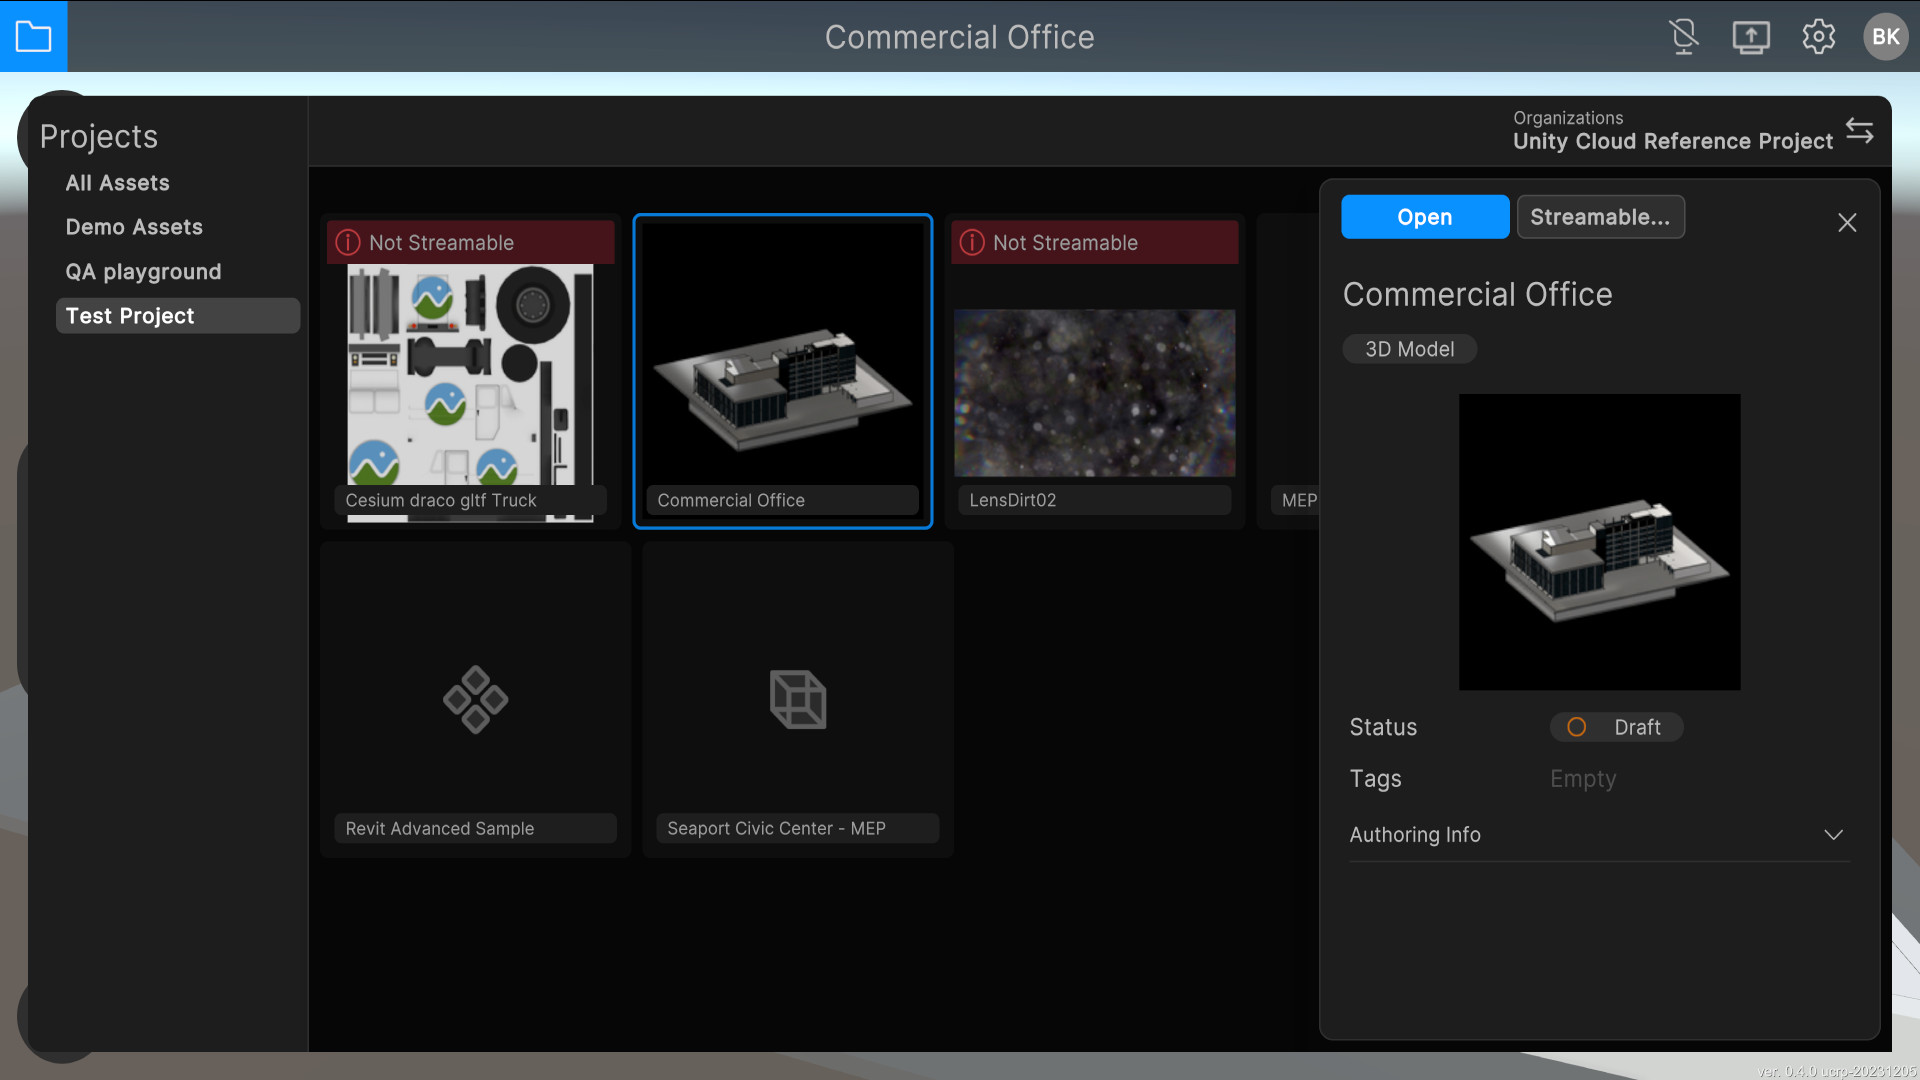 Commercial Office
BK
Projects
All Assets
Demo Assets
QA playground
Test Project
Organizations
Unity Cloud Reference Project
Not Streamable
Cesium draco gltf Truck
Commercial Office
Not Streamable
LensDirt02
MEP
Revit Advanced Sample
Seaport Civic Center - MEP
Open
Streamable...
Commercial Office
3D Model
Status
Draft
Tags
Empty
Authoring Info
ver. 0.4.0 ucrp-20231205